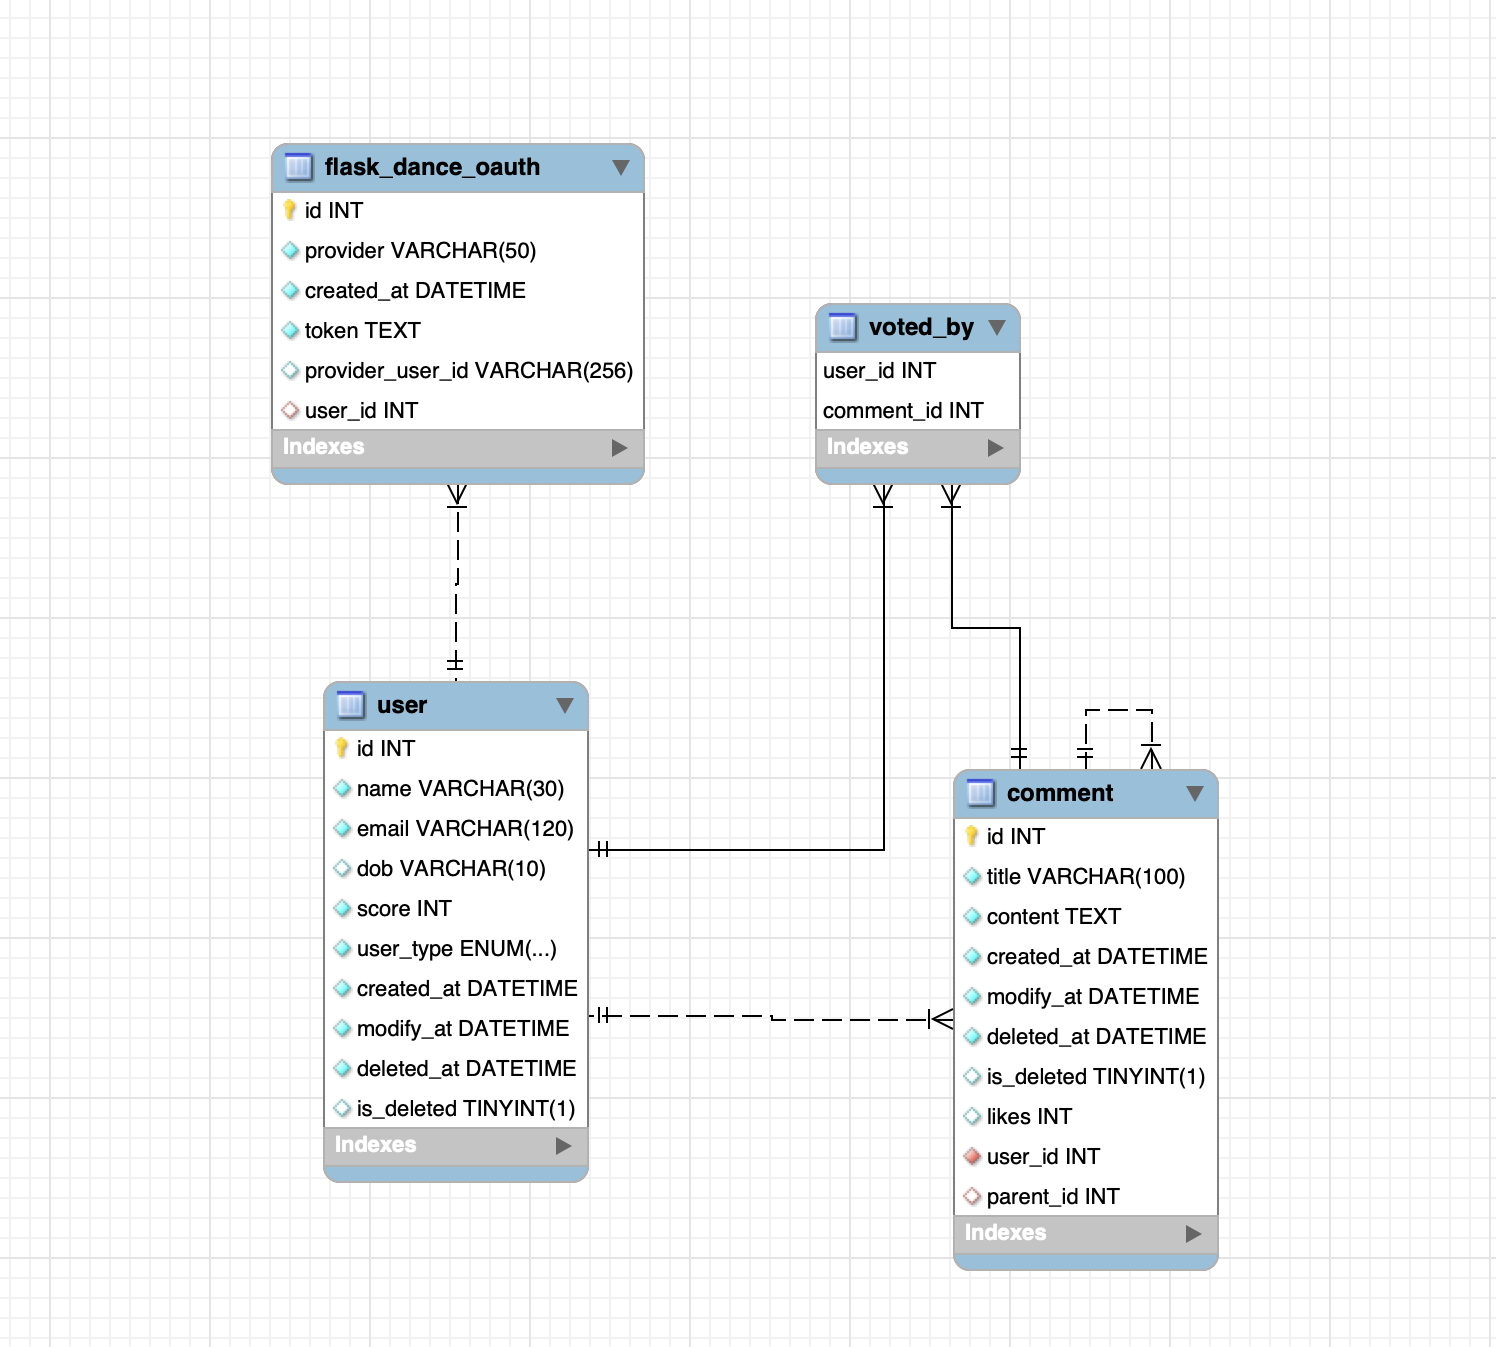 flask_dance_oauth
id INT
provider VARCHAR(50)
created_at DATETIME
token TEXT
provider_user_id VARCHAR(256)
user_id INT
Indexes
voted_by
user_id INT
comment_id INT
Indexes
user
id INT
name VARCHAR(30)
email VARCHAR(120)
dob VARCHAR(10)
score INT
user_type ENUM(...)
created_at DATETIME
modify_at DATETIME
deleted_at DATETIME
is_deleted TINYINT(1)
Indexes
comment
id INT
title VARCHAR(100)
content TEXT
created_at DATETIME
modify_at DATETIME
deleted_at DATETIME
is_deleted TINYINT(1)
likes INT
user_id INT
parent_id INT
Indexes